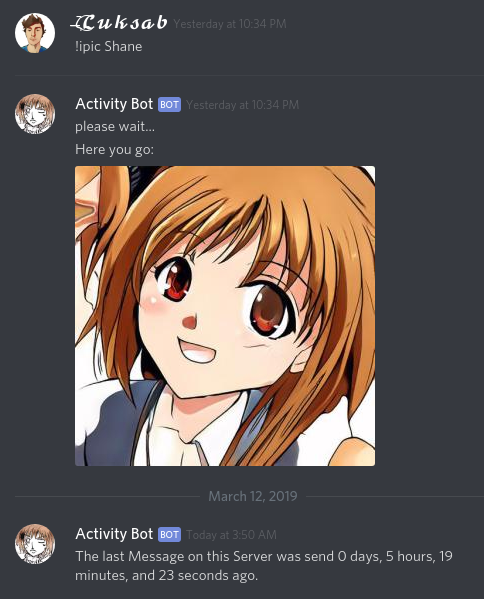 Luksab Yesterday at 10:34 PM
!ipic Shane
Activity Bot BOT Yesterday at 10:34 PM
please wait...
Here you go:
March 12, 2019
Activity Bot BOT Today at 3:50 AM
The last Message on this Server was send 0 days, 5 hours, 19
minutes, and 23 seconds ago.